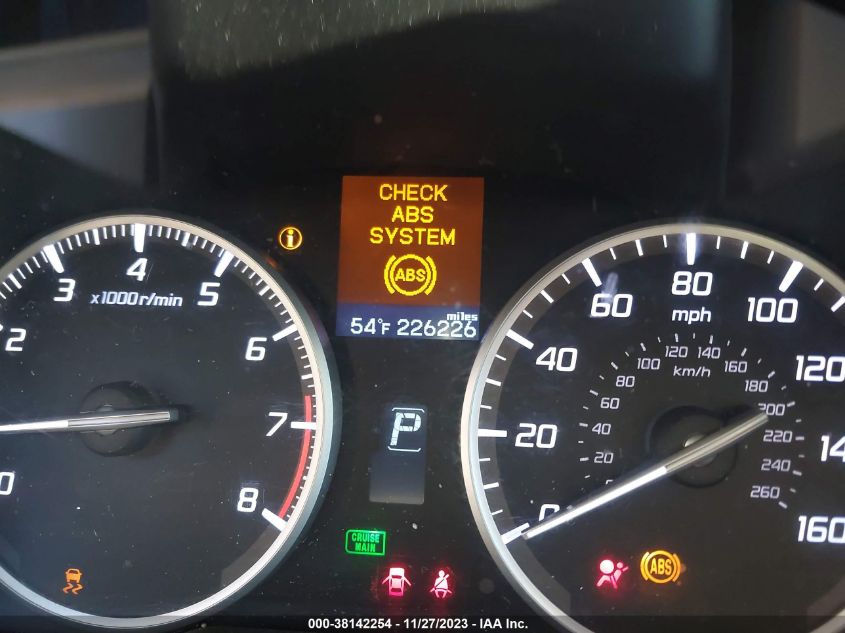 CHECK
ABS
SYSTEM
ABS
miles
54°F 226226
P
CRUISE
MAIN
ABS
0
2
3
4
5
6
7
8
x1000r/min
0
20
40
60
80
100
120
14
160
mph
20
40
60
80
100
120
140
160
180
200
220
240
260
km/h
000-38142254 - 11/27/2023 - IAA Inc.